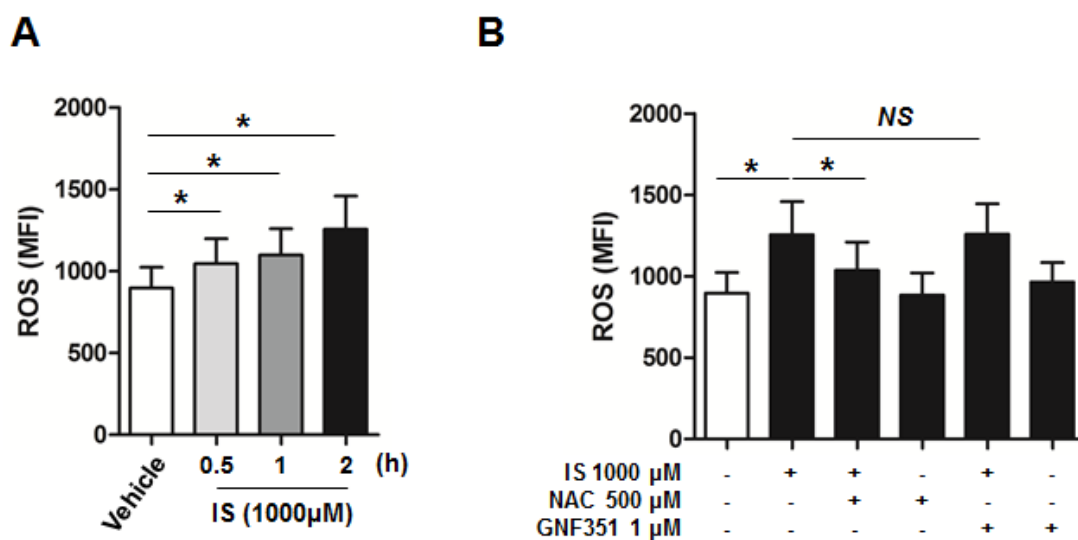 A
B
2000
1500
1000
500
0
ROS (MFI)
*
*
*
Vehicle
0.5 1 2 (h)
IS (1000µM)
2000
1500
1000
500
0
ROS (MFI)
NS
* *
IS 1000 µM - + + - + -
NAC 500 µM - - + + - -
GNF351 1 µM - - - - + +